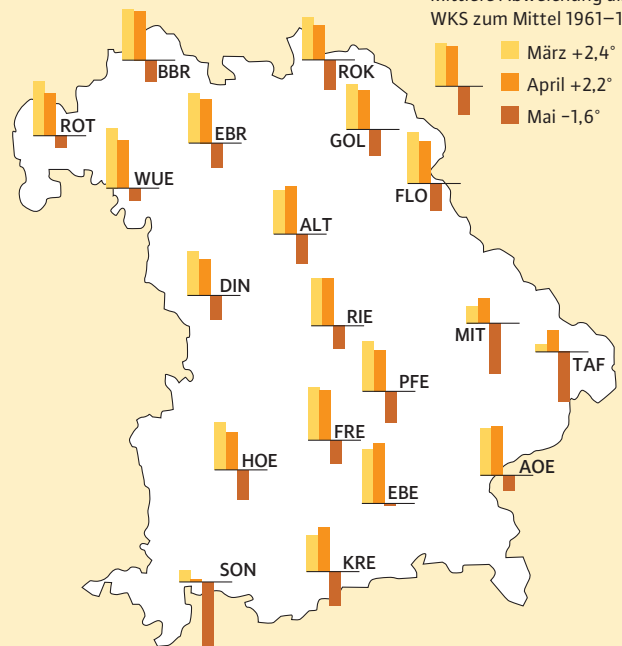 WKS zum Mittel 1961–1
März +2,4°
April +2,2°
Mai –1,6°
BBR
ROK
ROT
EBR
GOL
WUE
FLO
ALT
DIN
RIE
MIT
TAF
PFE
FRE
HOE
AOE
EBE
SON
KRE